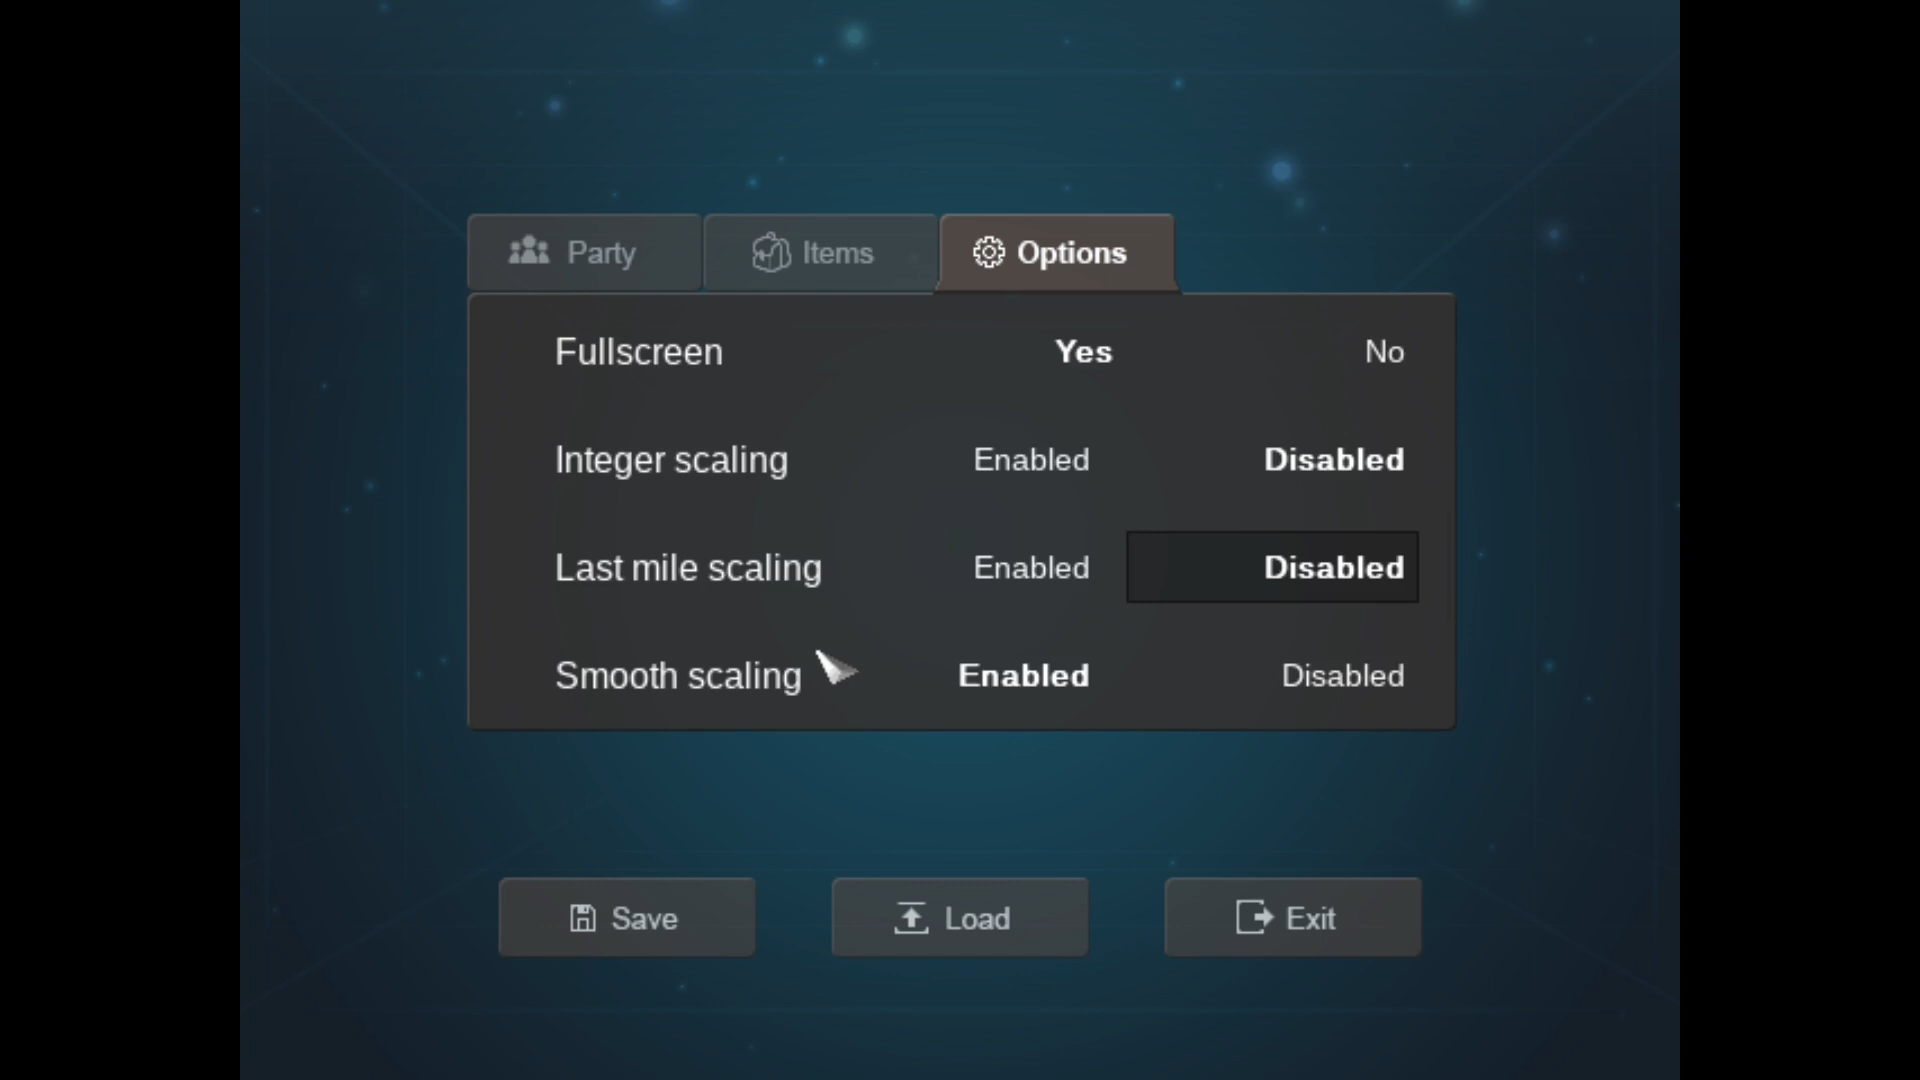 Party Items Options
Fullscreen Yes No
Integer scaling Enabled Disabled
Last mile scaling Enabled Disabled
Smooth scaling Enabled Disabled
Save Load Exit